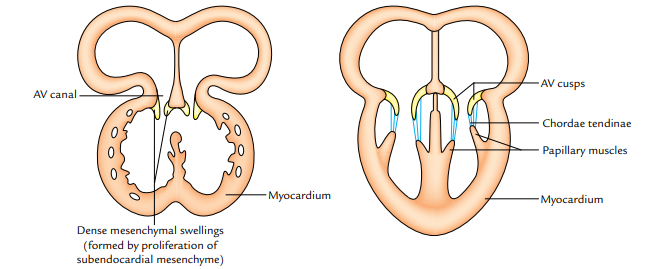 AV canal
Myocardium
Dense mesenchymal swellings
(formed by proliferation of
subendocardial mesenchyme)
AV cusps
Chordae tendinae
Papillary muscles
Myocardium